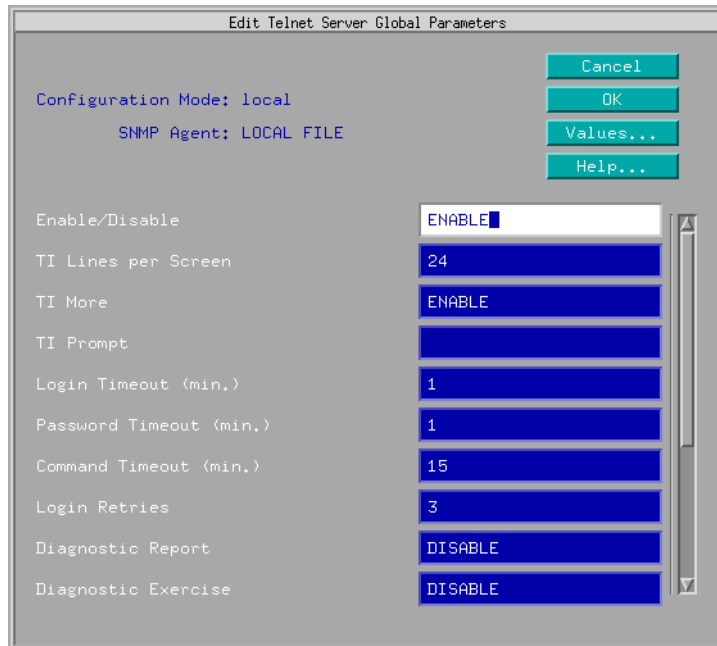 Edit Telnet Server Global Parameters
Cancel
Configuration Mode: local
OK
SNMP Agent: LOCAL FILE
Values...
Help...
Enable/Disable ENABLE
TI Lines per Screen 24
TI More ENABLE
TI Prompt
Login Timeout (min.) 1
Password Timeout (min.) 1
Command Timeout (min.) 15
Login Retries 3
Diagnostic Report DISABLE
Diagnostic Exercise DISABLE